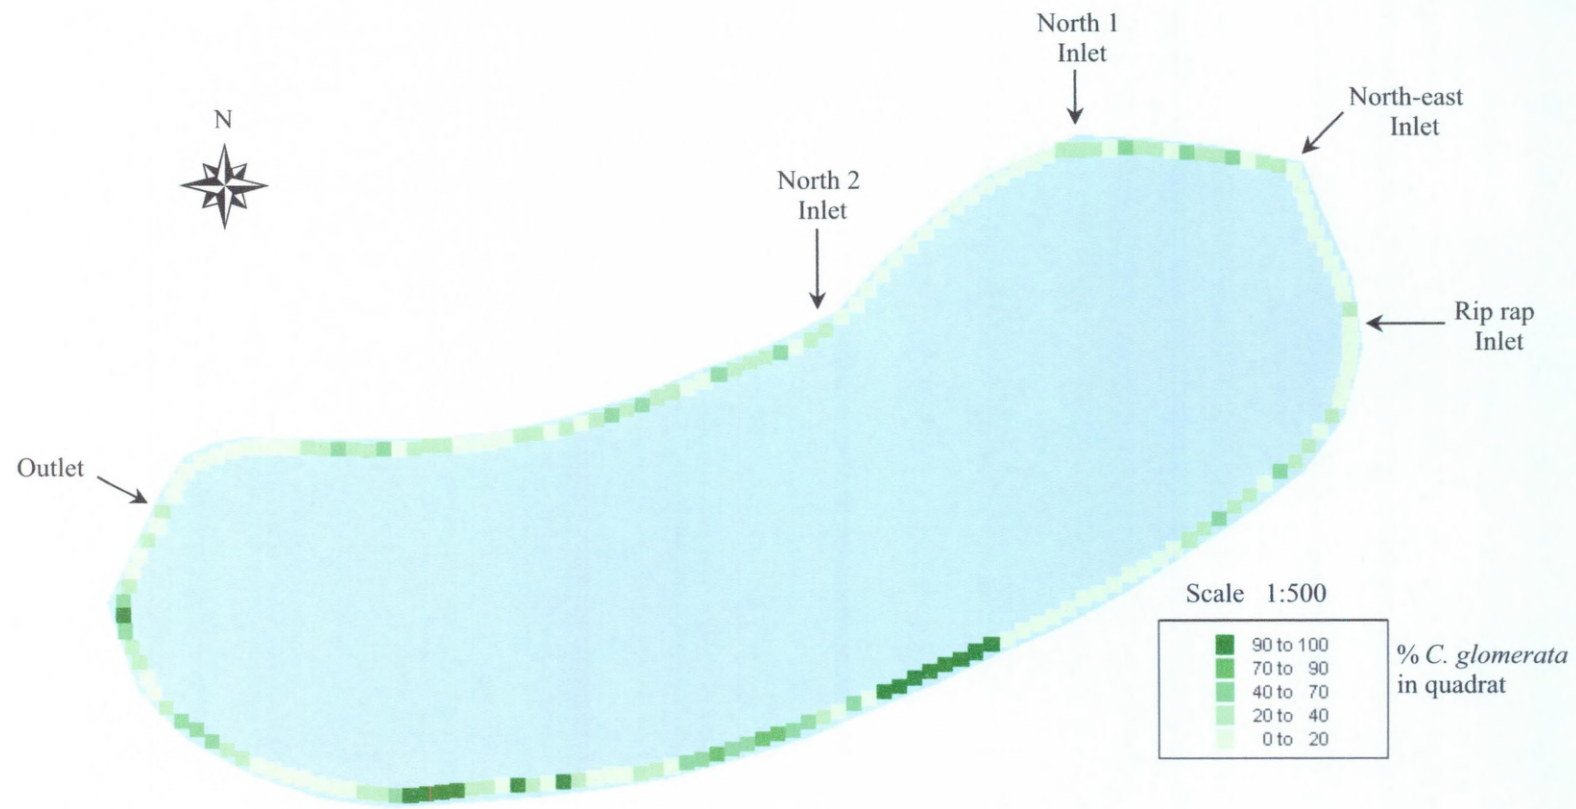 North 1
Inlet
North-east
Inlet
N
North 2
Inlet
Rip rap
Inlet
Outlet
Scale 1:500
90 to 100
70 to 90
40 to 70
20 to 40
0 to 20
% C. glomerata
in quadrat